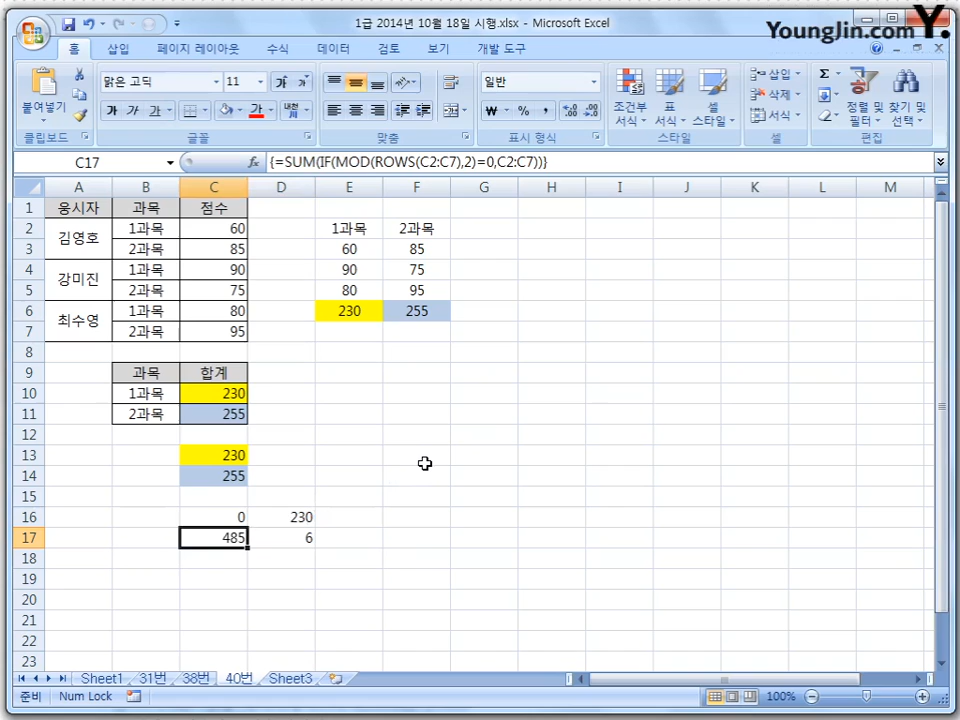 1급 2014년 10월 18일 시행.xlsx - Microsoft Excel
YoungJin.com Y.
홈 삽입 페이지 레이아웃 수식 데이터 검토 보기 개발 도구
붙여넣기
맑은 고딕 11 가 가
가 가 가 가
일반
% ,
조건부 서식
표 서식
셀 스타일
삽입
삭제
서식
Σ
정렬 및 필터
찾기 및 선택
클립보드 글꼴 맞춤 표시 형식 스타일 셀 편집
C17 fx {=SUM(IF(MOD(ROWS(C2:C7),2)=0,C2:C7))}
A B C D E F G H I J K L M
1 응시자 과목 점수
2 김영호 1과목 60 1과목 2과목
3 2과목 85 60 85
4 강미진 1과목 90 90 75
5 2과목 75 80 95
6 최수영 1과목 80 230 255
7 2과목 95
8
9 과목 합계
10 1과목 230
11 2과목 255
12
13 230
14 255
15
16 0 230
17 485 6
18
19
20
21
22
23
Sheet1 31번 38번 40번 Sheet3
준비 Num Lock 100%